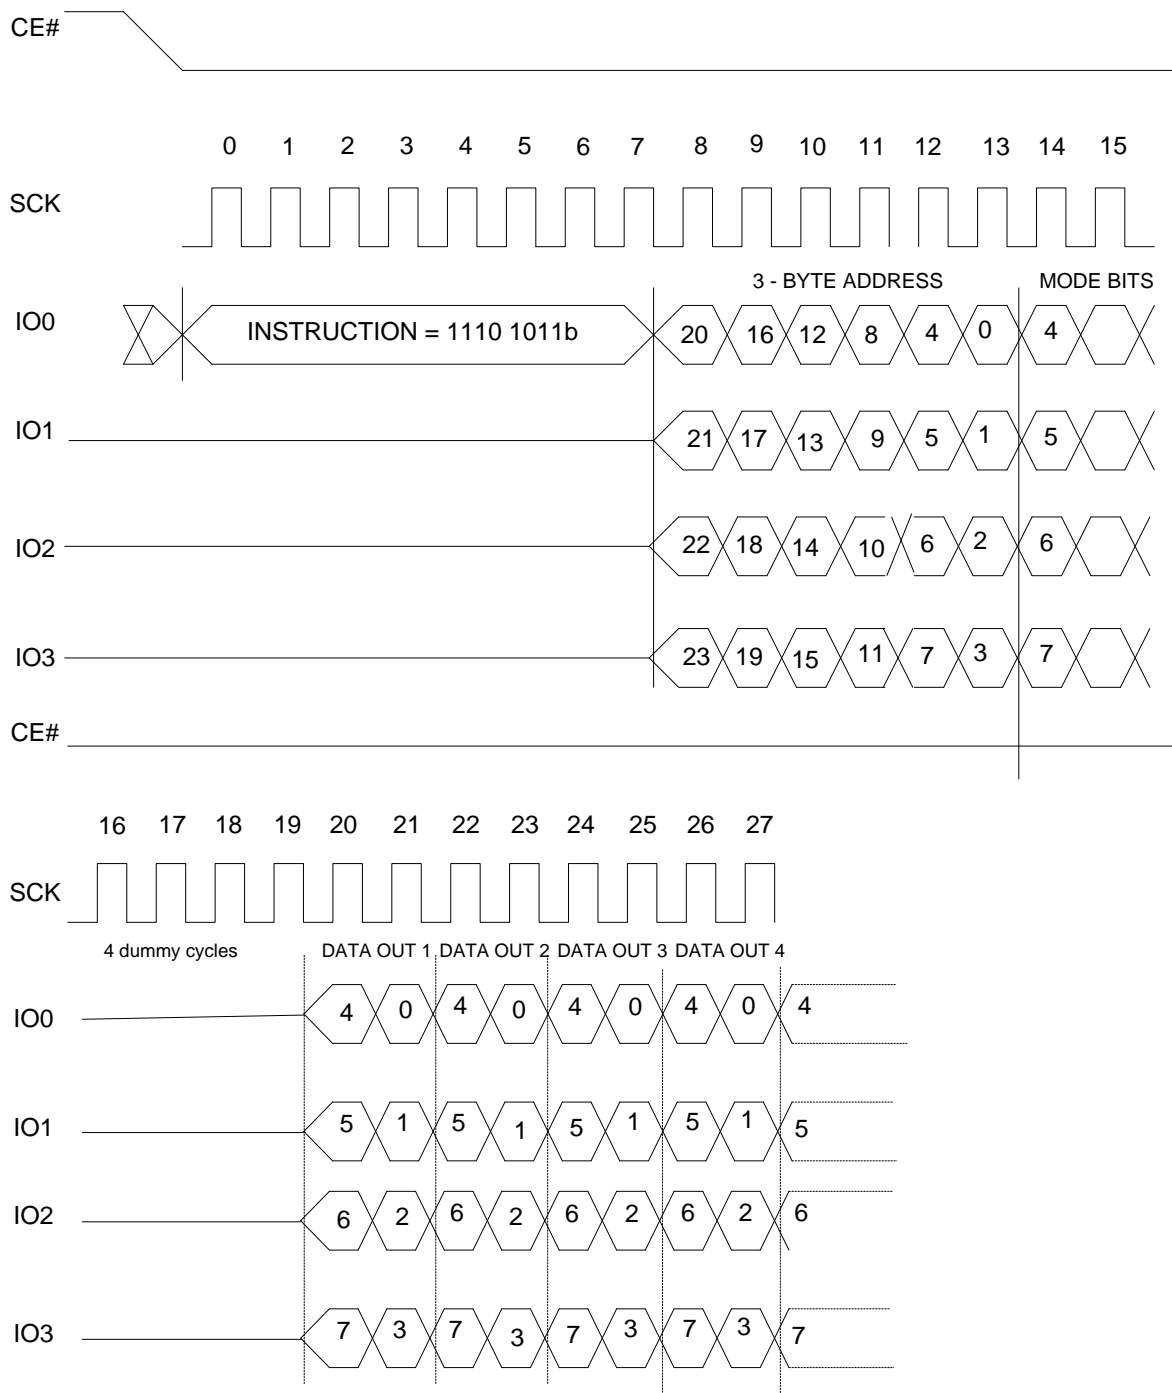 CE#
0 1 2 3 4 5 6 7 8 9 10 11 12 13 14 15
SCK
3 - BYTE ADDRESS MODE BITS
IO0 INSTRUCTION = 1110 1011b 20 16 12 8 4 0 4
IO1 21 17 13 9 5 1 5
IO2 22 18 14 10 6 2 6
IO3 23 19 15 11 7 3 7
CE#
16 17 18 19 20 21 22 23 24 25 26 27
SCK
4 dummy cycles DATA OUT 1 DATA OUT 2 DATA OUT 3 DATA OUT 4
IO0 4 0 4 0 4 0 4 0 4
IO1 5 1 5 1 5 1 5 1 5
IO2 6 2 6 2 6 2 6 2 6
IO3 7 3 7 3 7 3 7 3 7